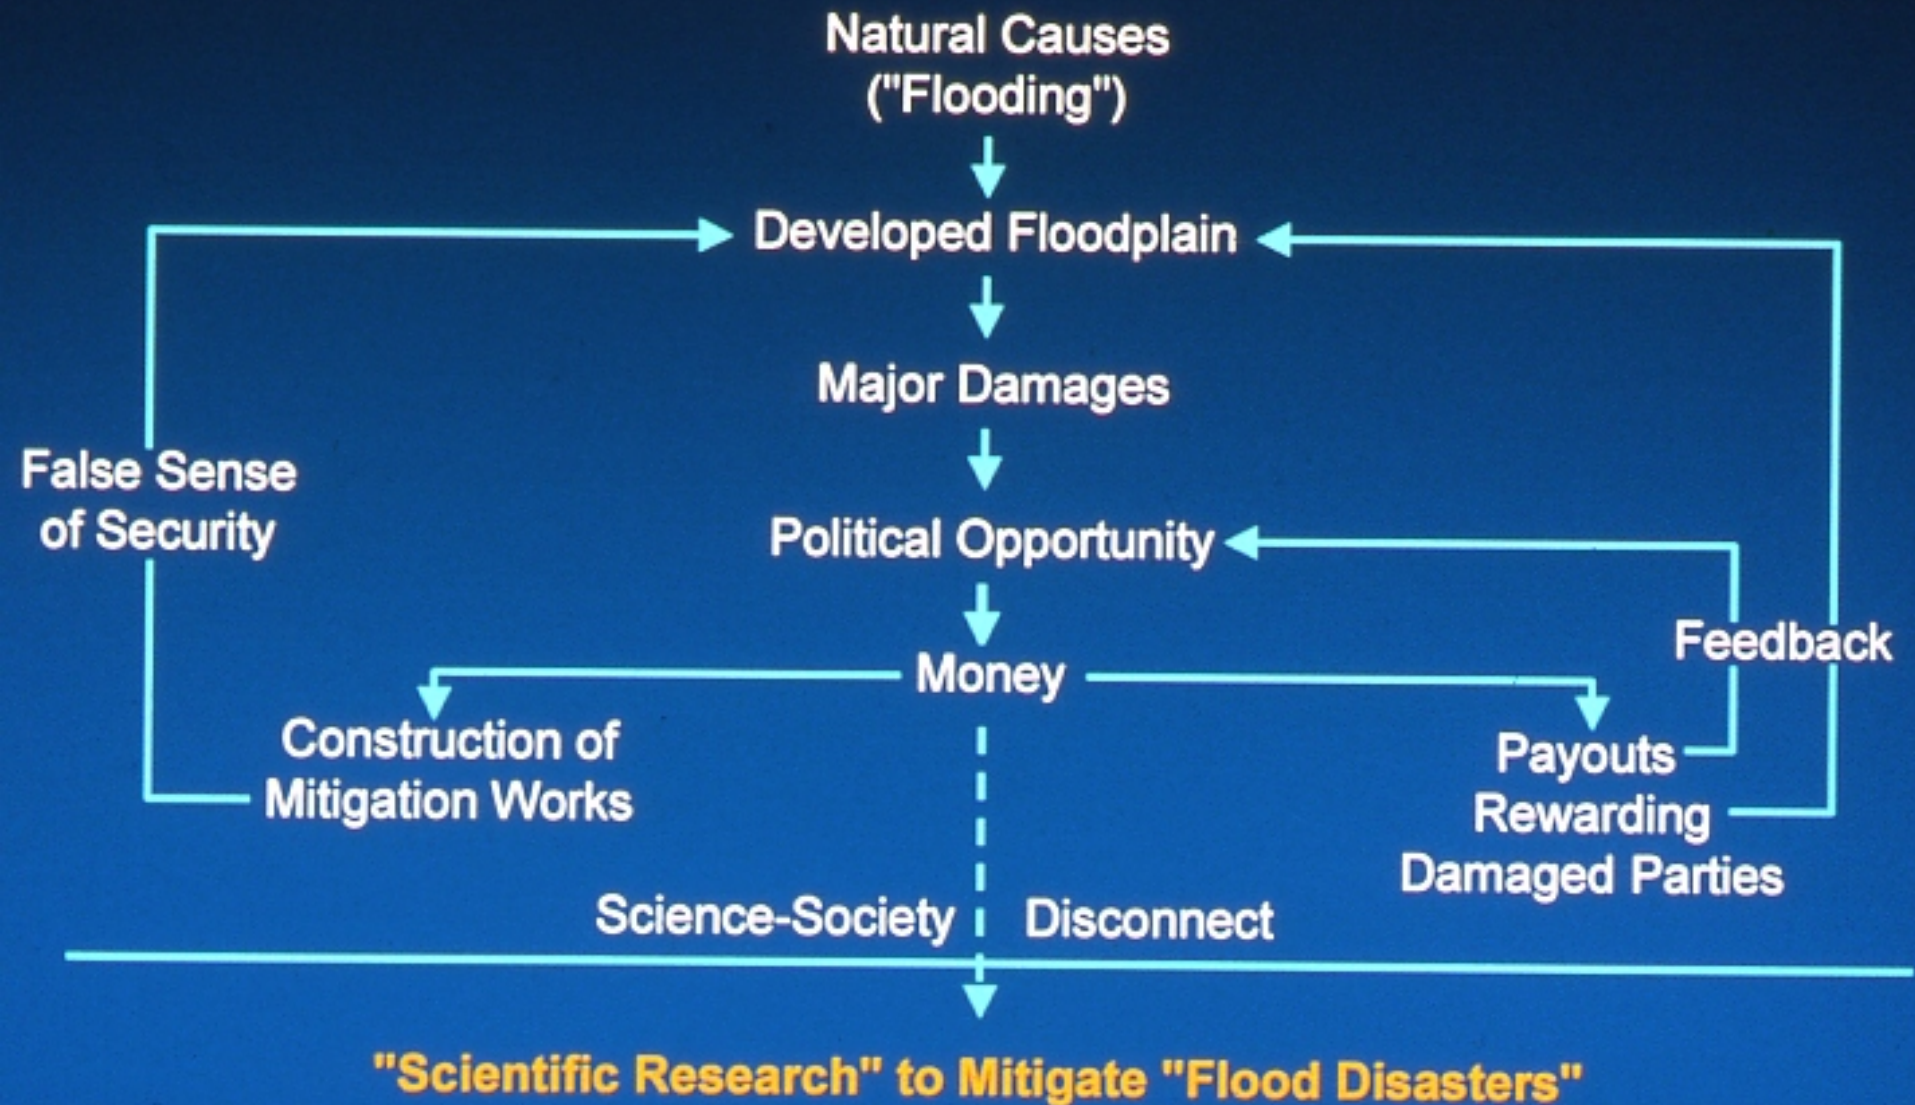 Natural Causes
("Flooding")
Developed Floodplain
Major Damages
False Sense
of Security
Political Opportunity
Feedback
Money
Construction of
Mitigation Works
Payouts
Rewarding
Damaged Parties
Science-Society Disconnect
"Scientific Research" to Mitigate "Flood Disasters"